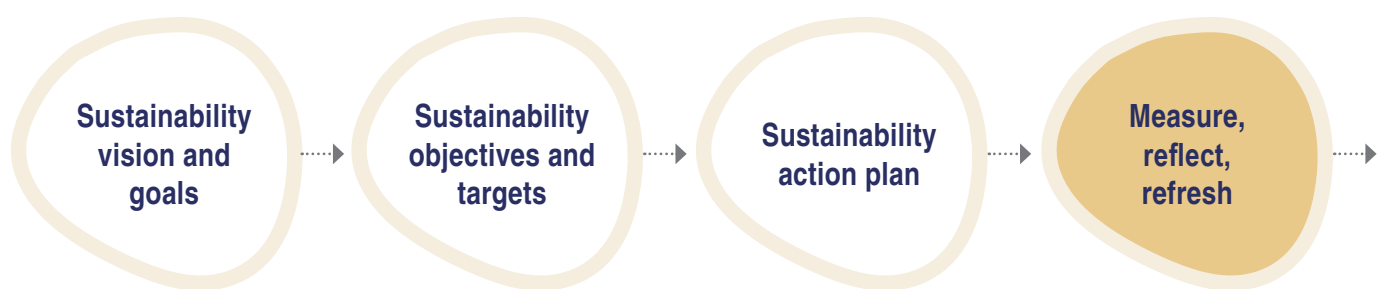 Sustainability
vision and
goals
Sustainability
objectives and
targets
Sustainability
action plan
Measure,
reflect,
refresh